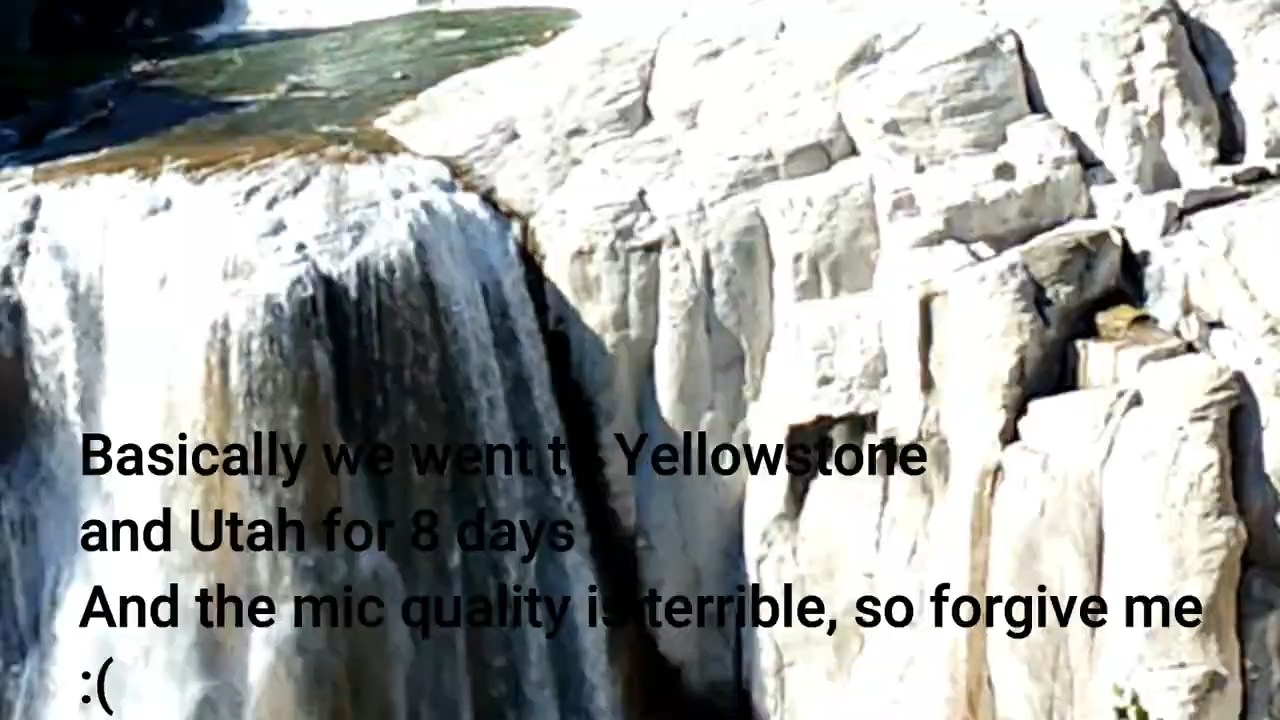 Basically we went to Yellowstone
and Utah for 8 days
And the mic quality is terrible, so forgive me
:(